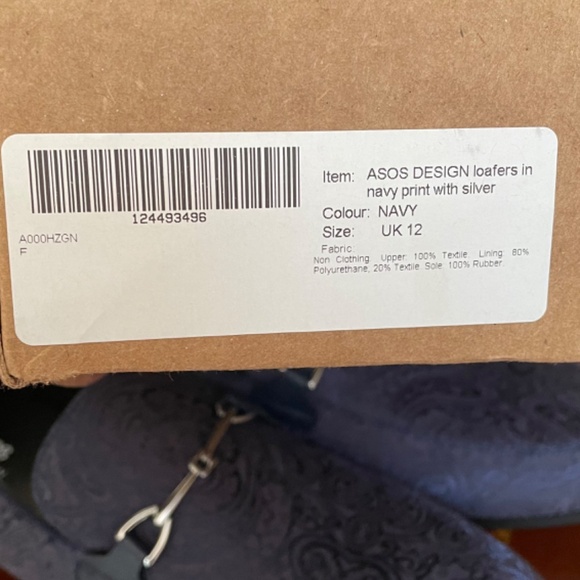 124493496
A000HZGN
F
Item: ASOS DESIGN loafers in
navy print with silver
Colour: NAVY
Size: UK 12
Fabric:
Non Clothing Upper: 100% Textile Lining: 80%
Polyurethane, 20% Textile Sole: 100% Rubber.